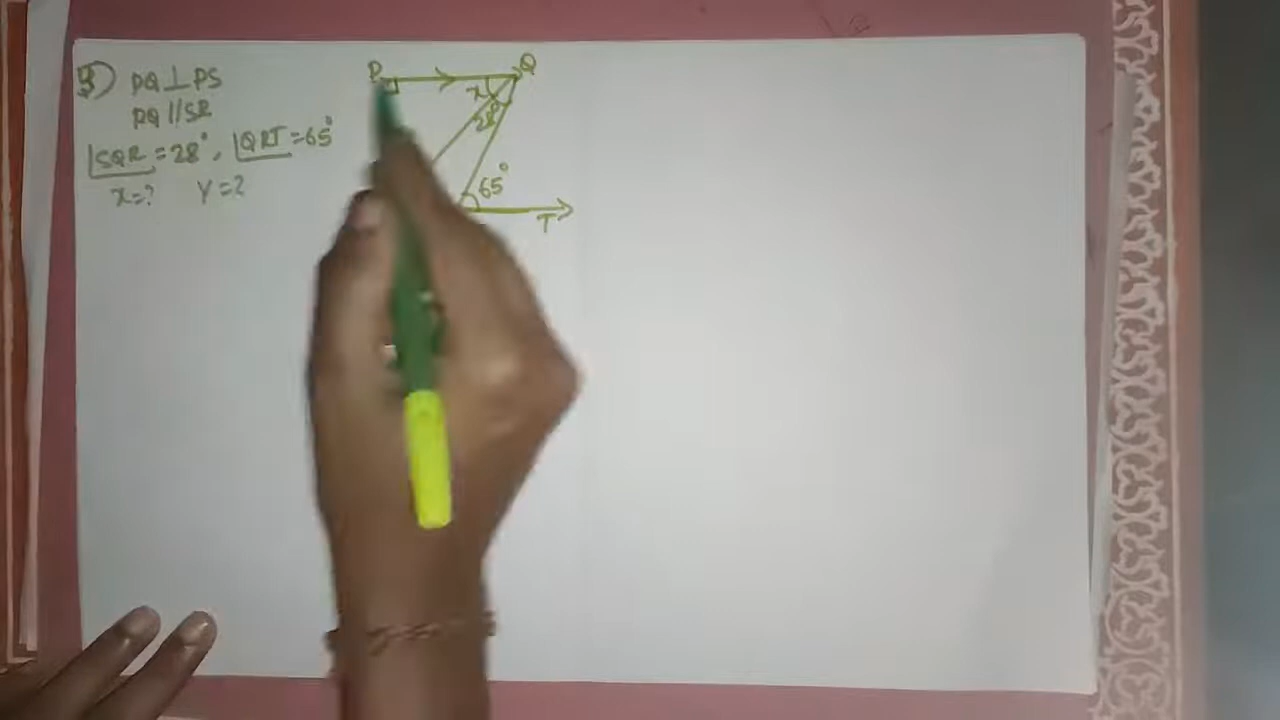 3) PQ ⊥ PS
PQ // SR
∠SQR = 28°, ∠QRT = 65°
x = ? Y = ?
P Q
x
28°
65°
T